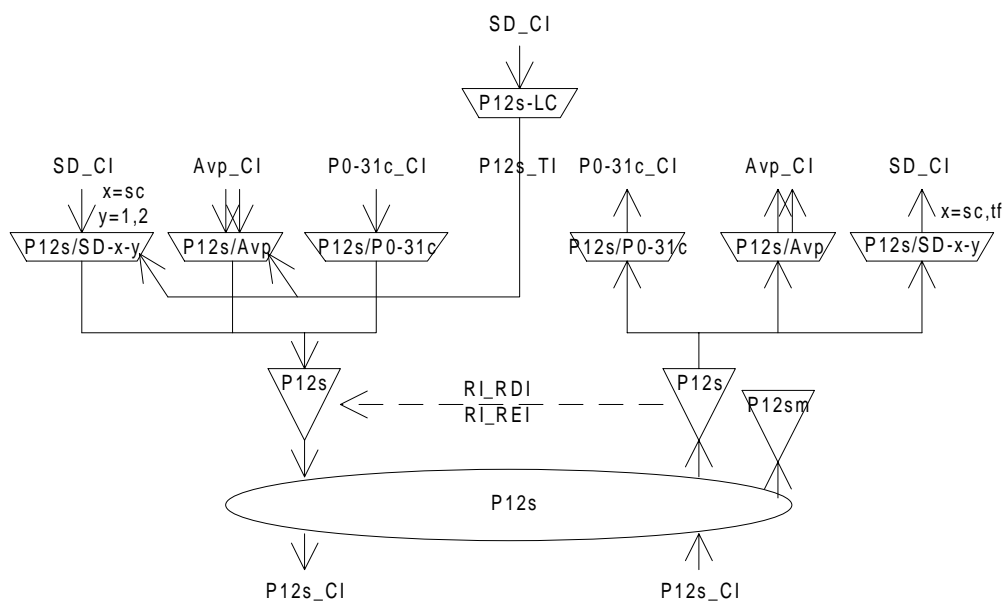 SD_CI
P12s-LC
SD_CI
Avp_CI
P0-31c_CI
P12s_TI
P0-31c_CI
Avp_CI
SD_CI
x=sc
y=1,2
x=sc,tf
P12s/SD-x-y
P12s/Avp
P12s/P0-31c
P12s/P0-31c
P12s/Avp
P12s/SD-x-y
P12s
RI_RDI
RI_REI
P12s
P12sm
P12s
P12s_CI
P12s_CI